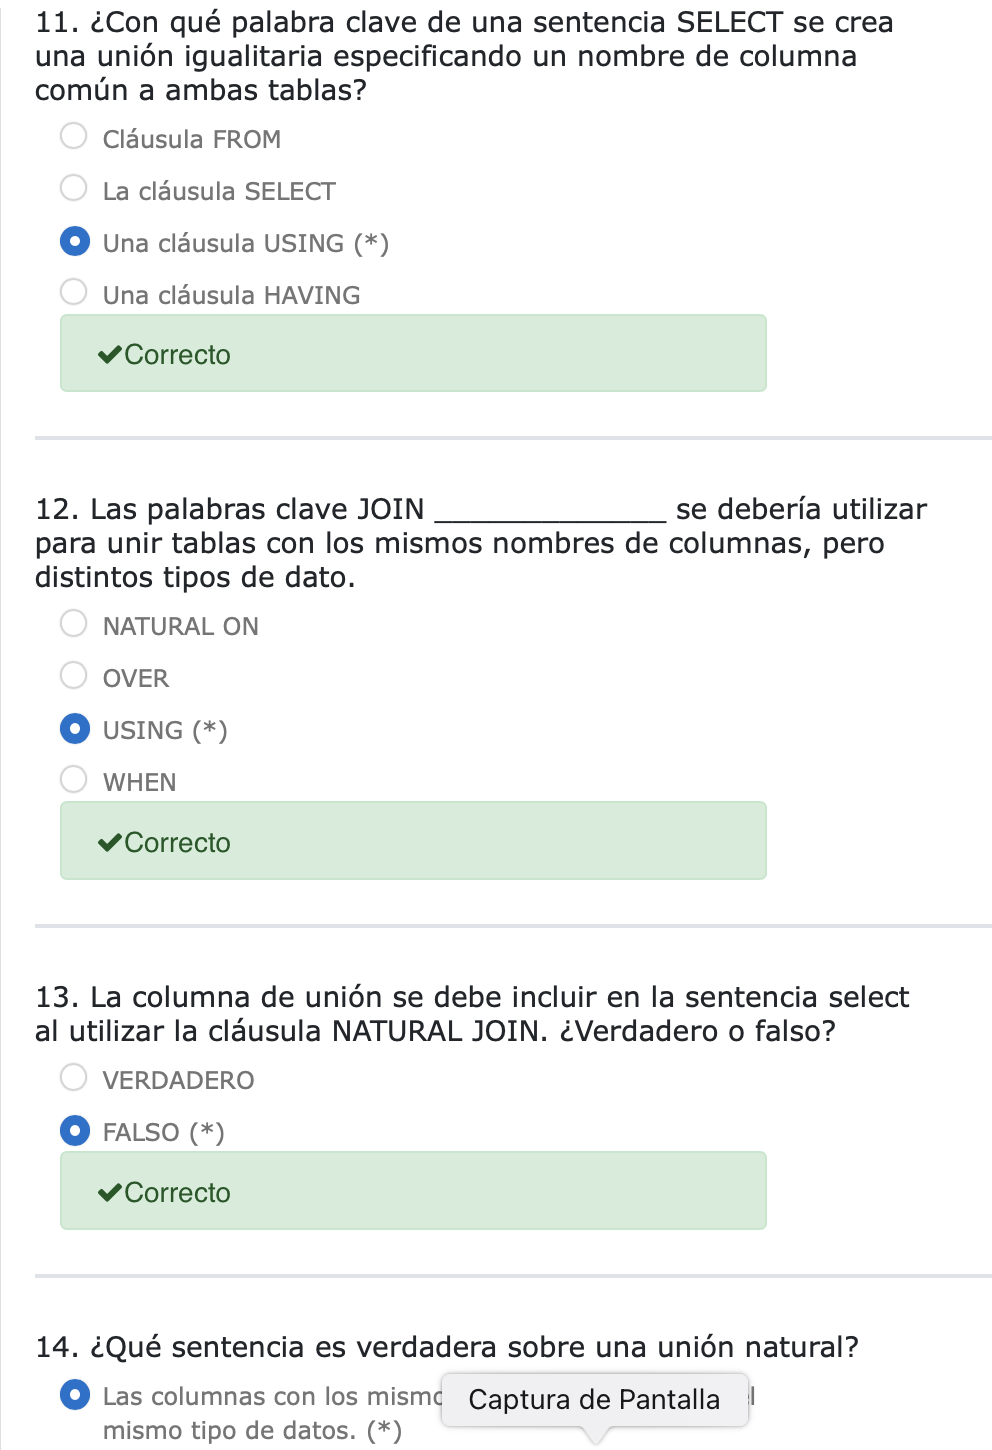 11. ¿Con qué palabra clave de una sentencia SELECT se crea
una unión igualitaria especificando un nombre de columna
común a ambas tablas?
Cláusula FROM
La cláusula SELECT
Una cláusula USING (*)
Una cláusula HAVING
✔Correcto
12. Las palabras clave JOIN _____________ se debería utilizar
para unir tablas con los mismos nombres de columnas, pero
distintos tipos de dato.
NATURAL ON
OVER
USING (*)
WHEN
✔Correcto
13. La columna de unión se debe incluir en la sentencia select
al utilizar la cláusula NATURAL JOIN. ¿Verdadero o falso?
VERDADERO
FALSO (*)
✔Correcto
14. ¿Qué sentencia es verdadera sobre una unión natural?
Las columnas con los
Captura de Pantalla
mismo tipo de datos. (*)